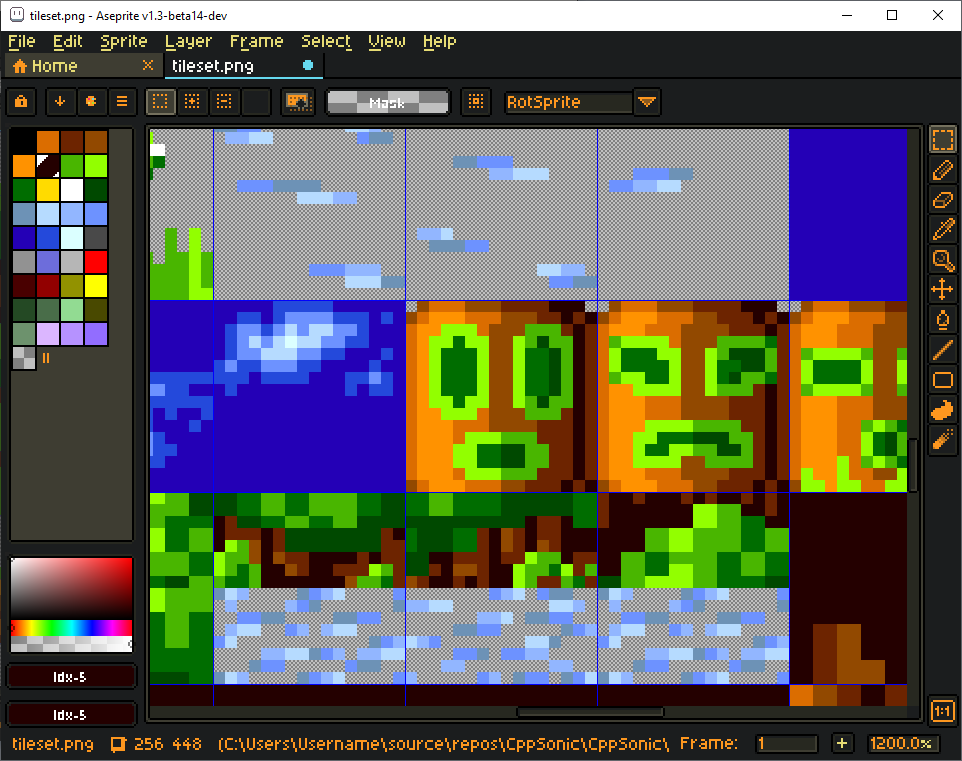 tileset.png - Aseprite v1.3-beta14-dev
File Edit Sprite Layer Frame Select View Help
Home tileset.png
Mask RotSprite
Idx-5
1:1
Idx-5
tileset.png 256 448 (C:\Users\Username\source\repos\CppSonic\CppSonic\ Frame: 1 + 1200.0%